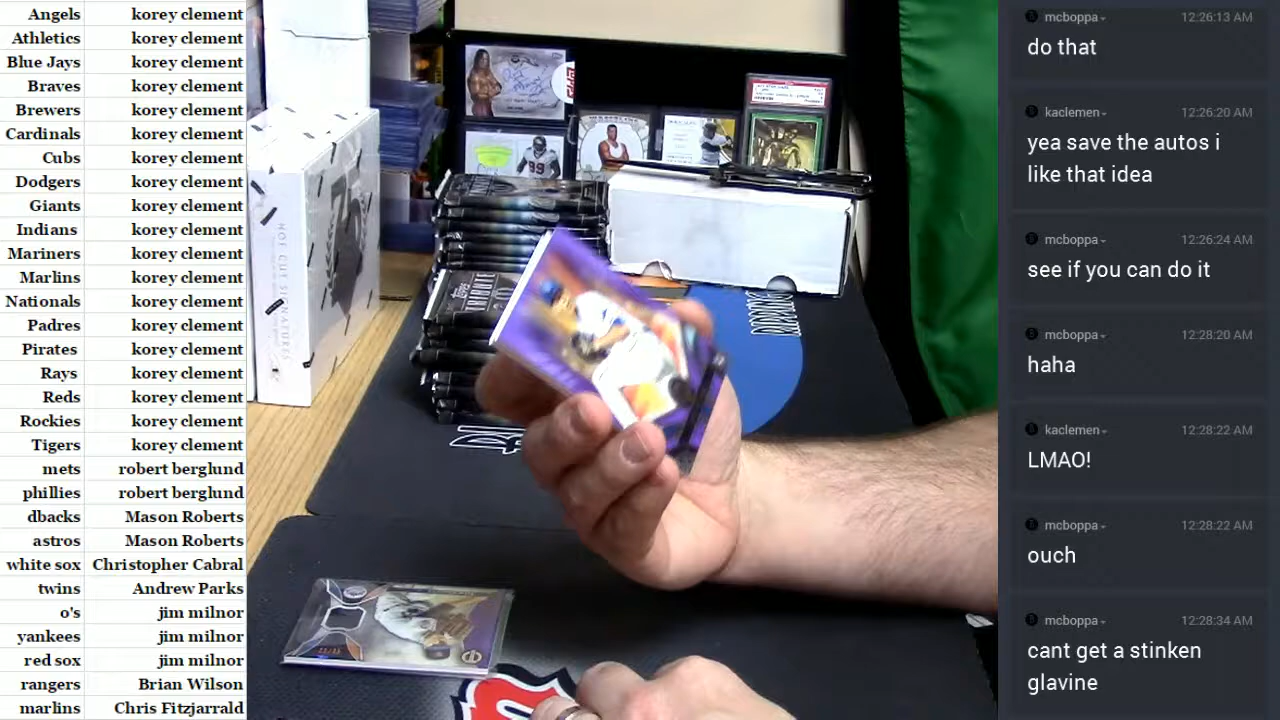 Angels korey clement
Athletics korey clement
Blue Jays korey clement
Braves korey clement
Brewers korey clement
Cardinals korey clement
Cubs korey clement
Dodgers korey clement
Giants korey clement
Indians korey clement
Mariners korey clement
Marlins korey clement
Nationals korey clement
Padres korey clement
Pirates korey clement
Rays korey clement
Reds korey clement
Rockies korey clement
Tigers korey clement
mets robert berglund
phillies robert berglund
dbacks Mason Roberts
astros Mason Roberts
white sox Christopher Cabral
twins Andrew Parks
o's jim milnor
yankees jim milnor
red sox jim milnor
rangers Brian Wilson
marlins Chris Fitzjarrald
HOF CUT SIGNATURES
75
99
Topps
TRIBUTE
mcboppa 12:26:13 AM
do that
kaclemen 12:26:20 AM
yea save the autos i
like that idea
mcboppa 12:26:24 AM
see if you can do it
mcboppa 12:28:20 AM
haha
kaclemen 12:28:22 AM
LMAO!
mcboppa 12:28:22 AM
ouch
mcboppa 12:28:34 AM
cant get a stinken
glavine